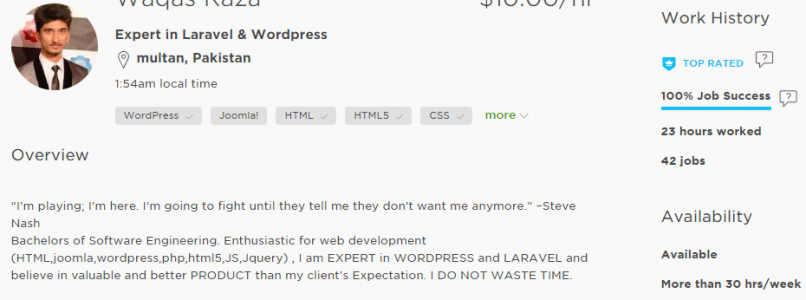 Waqas Raza
$10.00/hr
Expert in Laravel & Wordpress
multan, Pakistan
1:54am local time
WordPress Joomla! HTML HTML5 CSS more
Overview
“I'm playing; I'm here. I'm going to fight until they tell me they don't want me anymore.” –Steve
Nash
Bachelors of Software Engineering. Enthusiastic for web development
(HTML,joomla,wordpress,php,html5,JS,Jquery) , I am EXPERT in WORDPRESS and LARAVEL and
believe in valuable and better PRODUCT than my client's Expectation. I DO NOT WASTE TIME.
Work History
TOP RATED ?
100% Job Success ?
23 hours worked
42 jobs
Availability
Available
More than 30 hrs/week